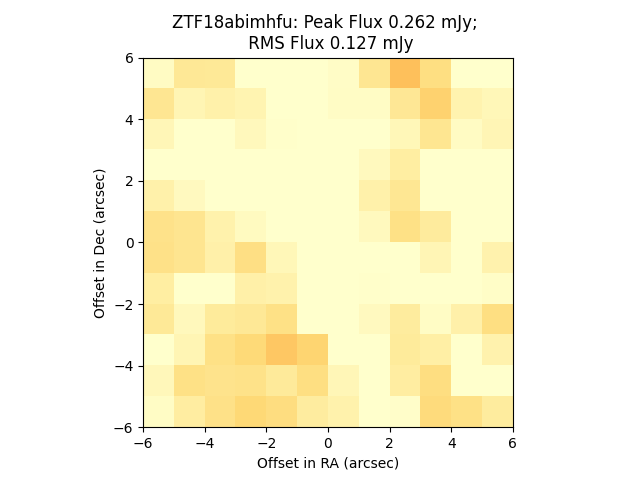 ZTF18abimhfu: Peak Flux 0.262 mJy;
RMS Flux 0.127 mJy
6
4
2
0
−2
−4
−6
Offset in Dec (arcsec)
−6 −4 −2 0 2 4 6
Offset in RA (arcsec)